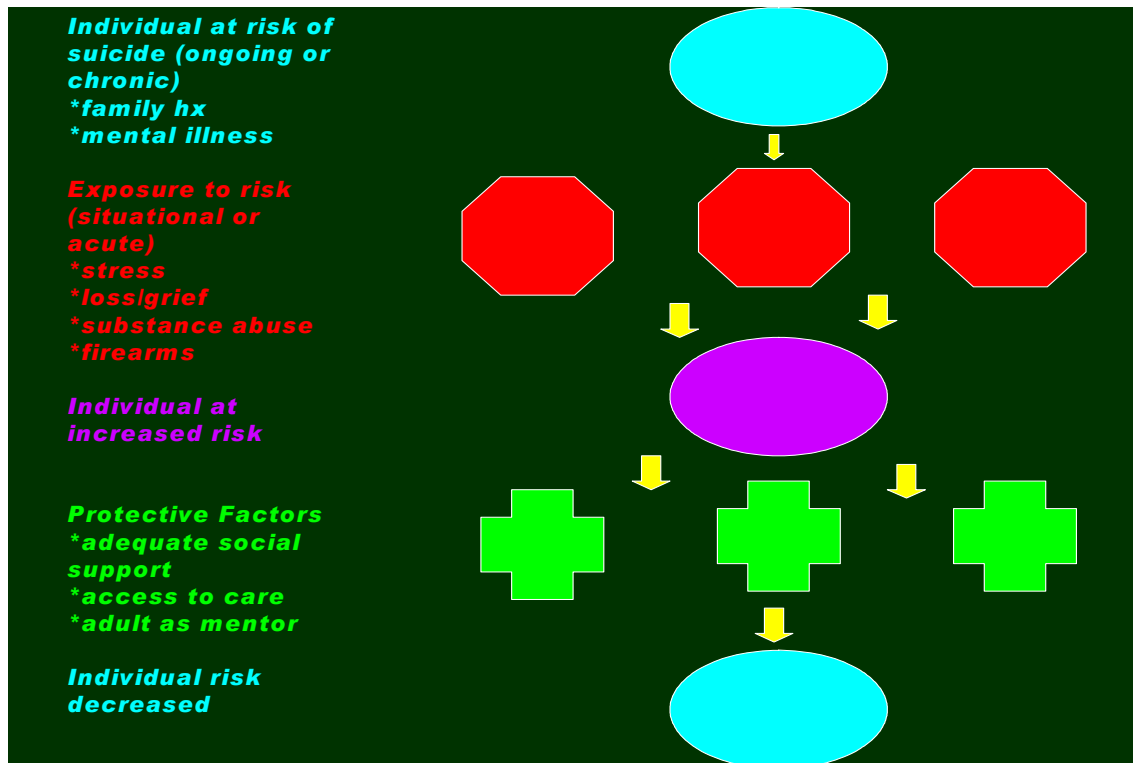 Individual at risk of
suicide (ongoing or
chronic)
*family hx
*mental illness
Exposure to risk
(situational or
acute)
*stress
*loss/grief
*substance abuse
*firearms
Individual at
increased risk
Protective Factors
*adequate social
support
*access to care
*adult as mentor
Individual risk
decreased